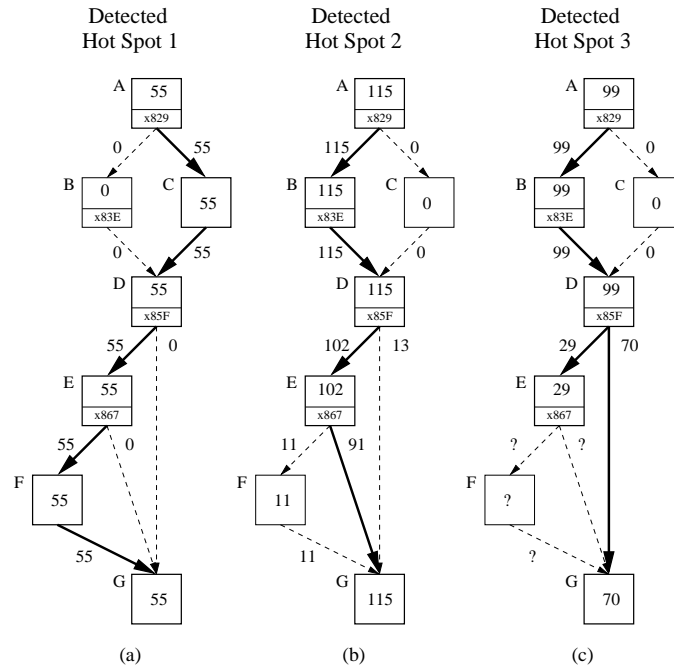 Detected
Hot Spot 1
Detected
Hot Spot 2
Detected
Hot Spot 3
A
55
x829
0
55
B
0
x83E
C
55
0
55
D
55
x85F
55
0
E
55
x867
55
0
F
55
55
G
55
(a)
A
115
x829
115
0
B
115
x83E
C
0
115
0
D
115
x85F
102
13
E
102
x867
11
91
F
11
11
G
115
(b)
A
99
x829
99
0
B
99
x83E
C
0
99
0
D
99
x85F
29
70
E
29
x867
?
?
F
?
?
G
70
(c)